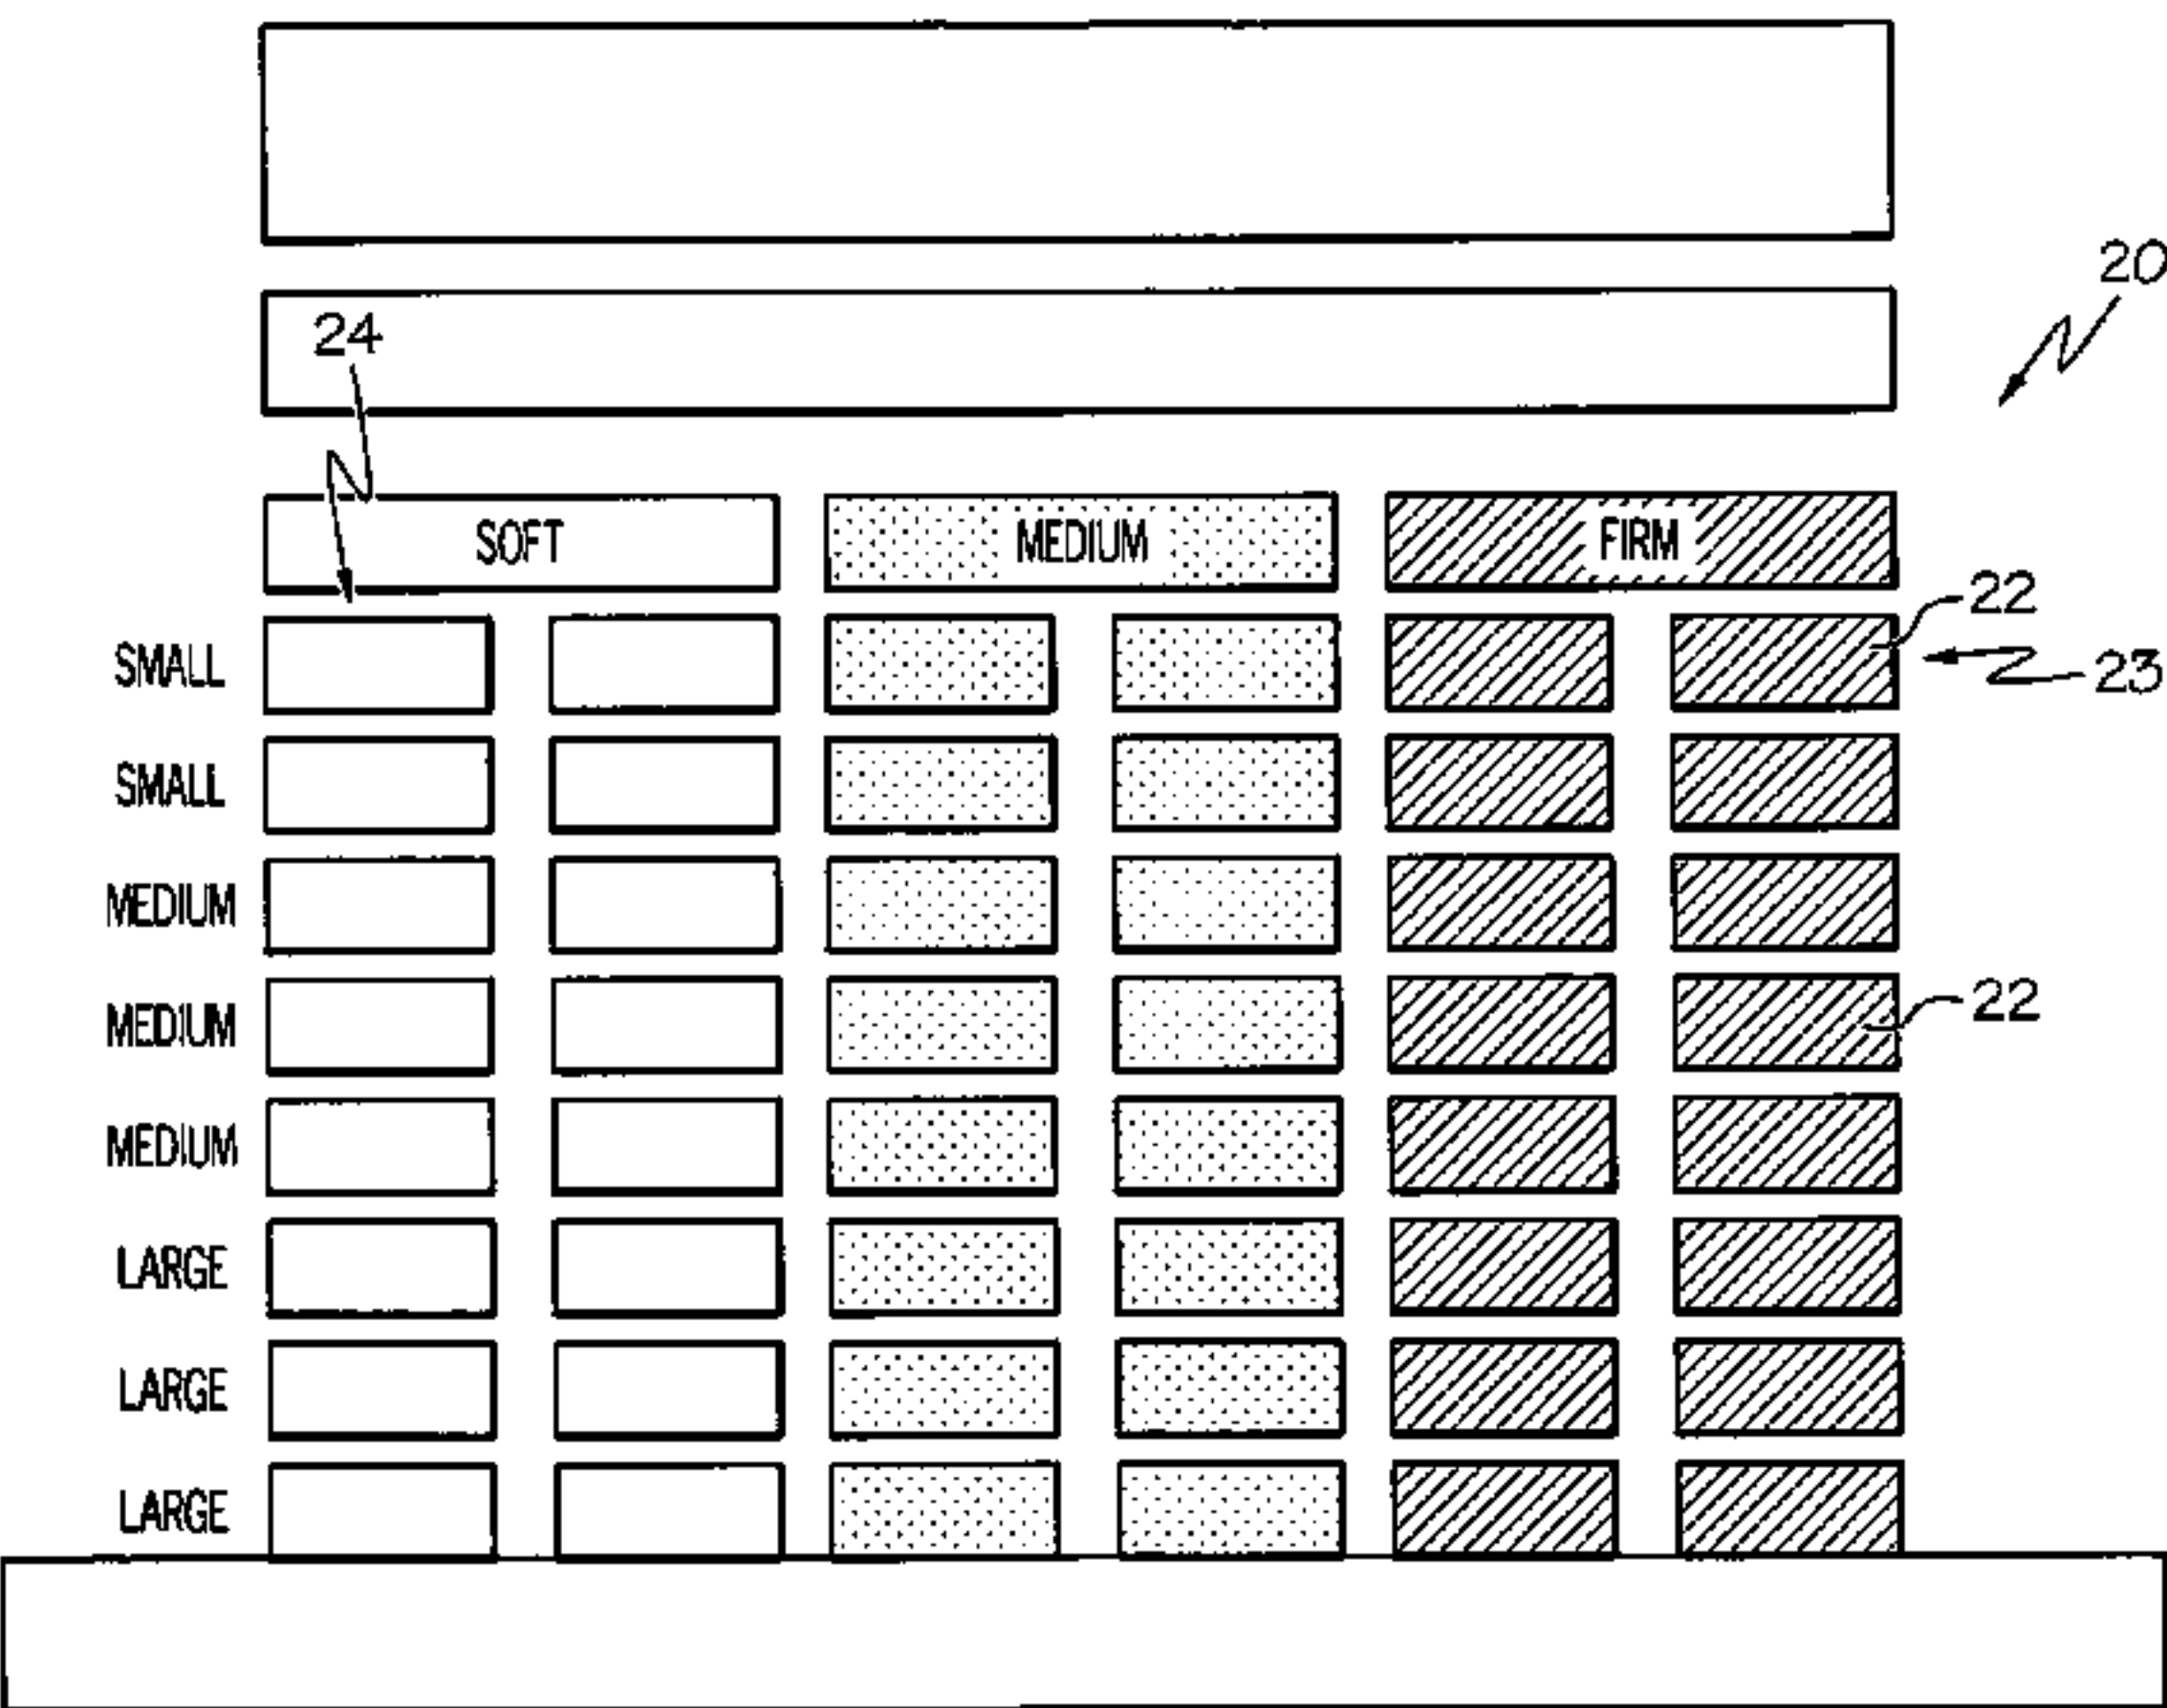 20
24
SOFT MEDIUM FIRM
22
SMALL
23
SMALL
MEDIUM
MEDIUM 22
MEDIUM
LARGE
LARGE
LARGE